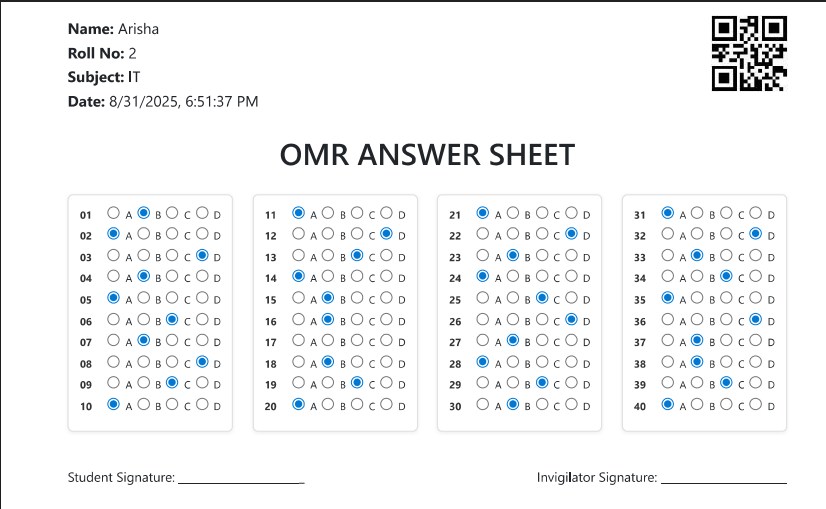 Name: Arisha
Roll No: 2
Subject: IT
Date: 8/31/2025, 6:51:37 PM
OMR ANSWER SHEET
01 A B C D
02 A B C D
03 A B C D
04 A B C D
05 A B C D
06 A B C D
07 A B C D
08 A B C D
09 A B C D
10 A B C D
11 A B C D
12 A B C D
13 A B C D
14 A B C D
15 A B C D
16 A B C D
17 A B C D
18 A B C D
19 A B C D
20 A B C D
21 A B C D
22 A B C D
23 A B C D
24 A B C D
25 A B C D
26 A B C D
27 A B C D
28 A B C D
29 A B C D
30 A B C D
31 A B C D
32 A B C D
33 A B C D
34 A B C D
35 A B C D
36 A B C D
37 A B C D
38 A B C D
39 A B C D
40 A B C D
Student Signature: Invigilator Signature: